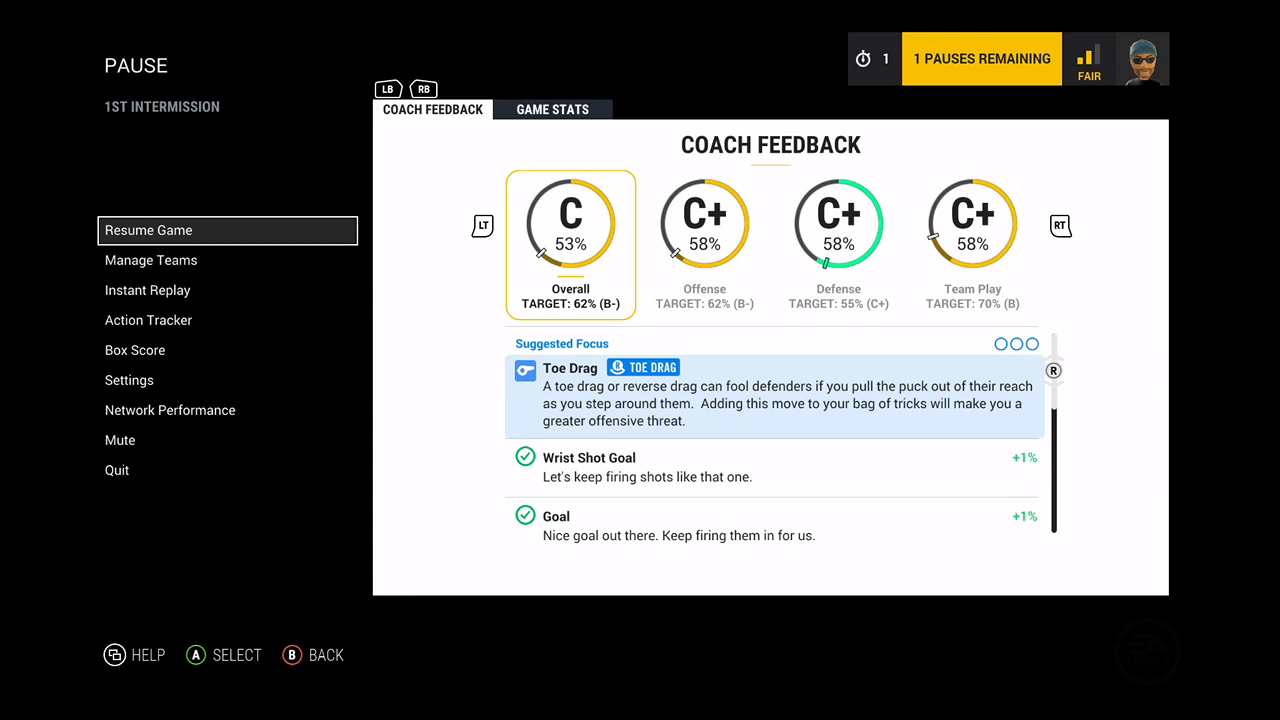 PAUSE
1ST INTERMISSION
1
1 PAUSES REMAINING
FAIR
LB
RB
COACH FEEDBACK
GAME STATS
COACH FEEDBACK
LT
C
53%
Overall
TARGET: 62% (B-)
C+
58%
Offense
TARGET: 62% (B-)
C+
58%
Defense
TARGET: 55% (C+)
C+
58%
Team Play
TARGET: 70% (B)
RT
Resume Game
Manage Teams
Instant Replay
Action Tracker
Box Score
Settings
Network Performance
Mute
Quit
Suggested Focus
Toe Drag
R
TOE DRAG
A toe drag or reverse drag can fool defenders if you pull the puck out of their reach
as you step around them. Adding this move to your bag of tricks will make you a
greater offensive threat.
R
Wrist Shot Goal
+1%
Let's keep firing shots like that one.
Goal
+1%
Nice goal out there. Keep firing them in for us.
HELP
A SELECT
B BACK